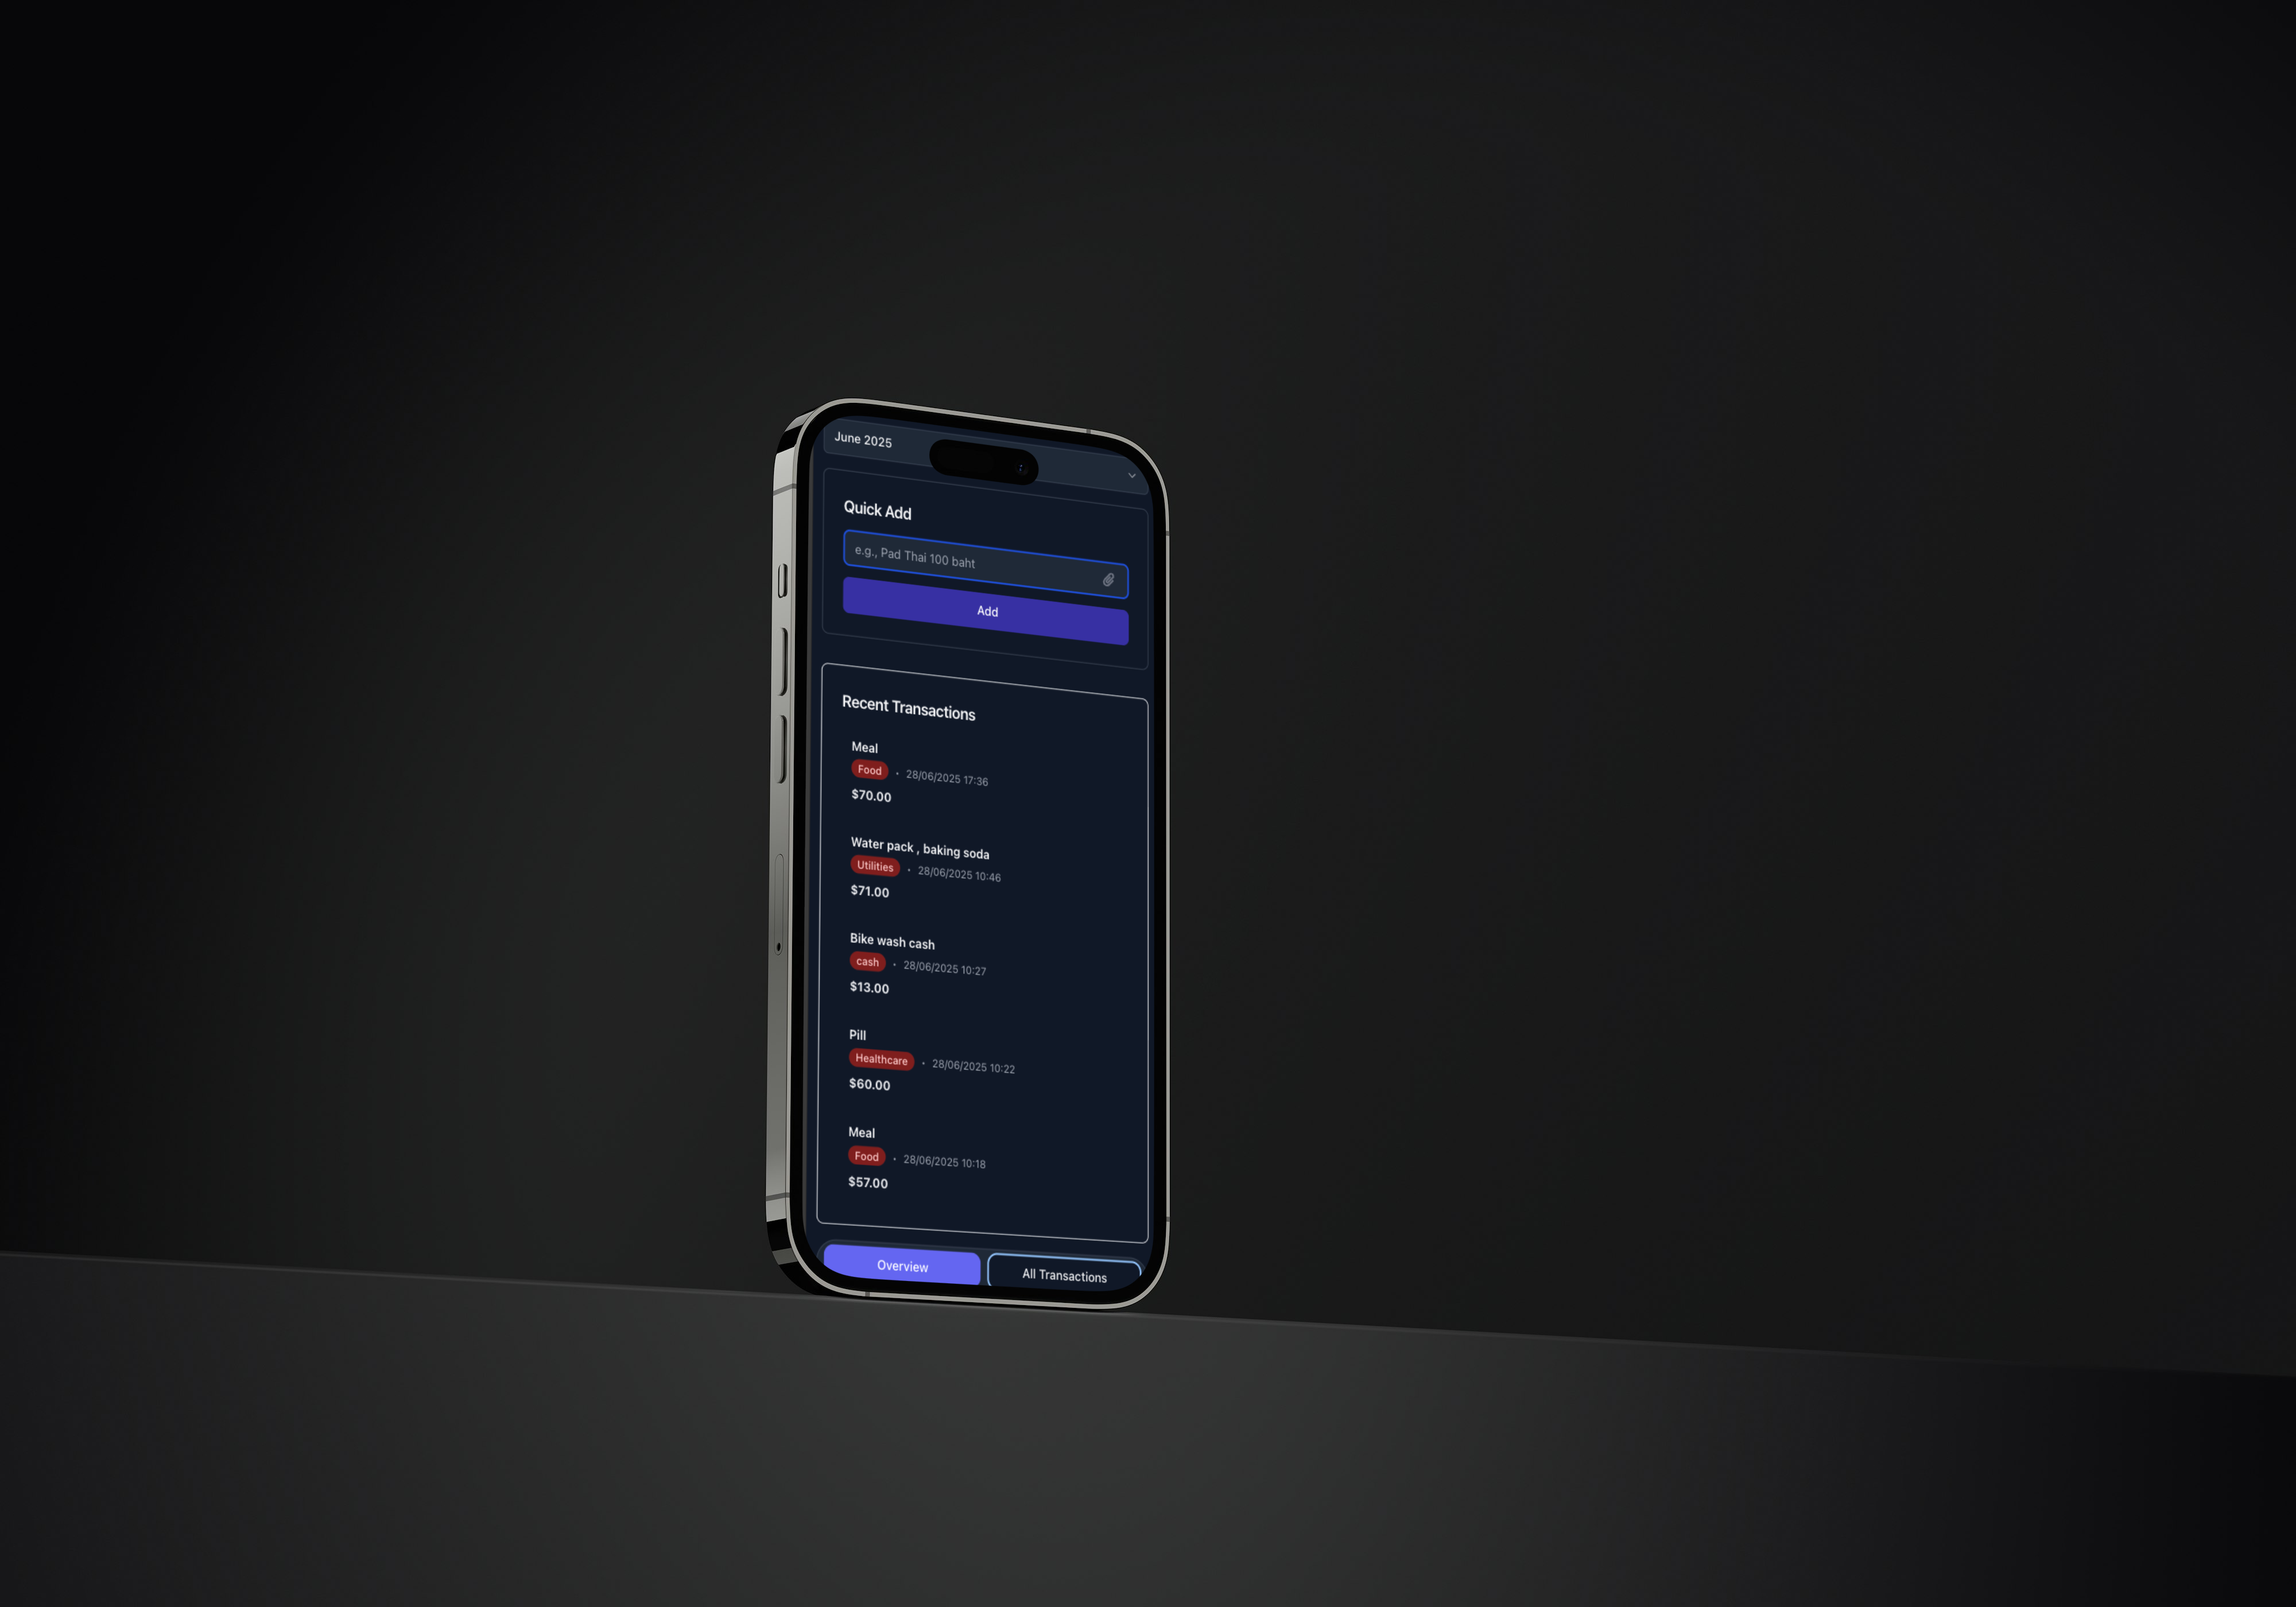 June 2025
Quick Add
e.g., Pad Thai 100 baht
Add
Recent Transactions
Meal
Food • 28/06/2025 17:36
$70.00
Water pack , baking soda
Utilities • 28/06/2025 10:46
$71.00
Bike wash cash
cash • 28/06/2025 10:27
$13.00
Pill
Healthcare • 28/06/2025 10:22
$60.00
Meal
Food • 28/06/2025 10:18
$57.00
Overview All Transactions